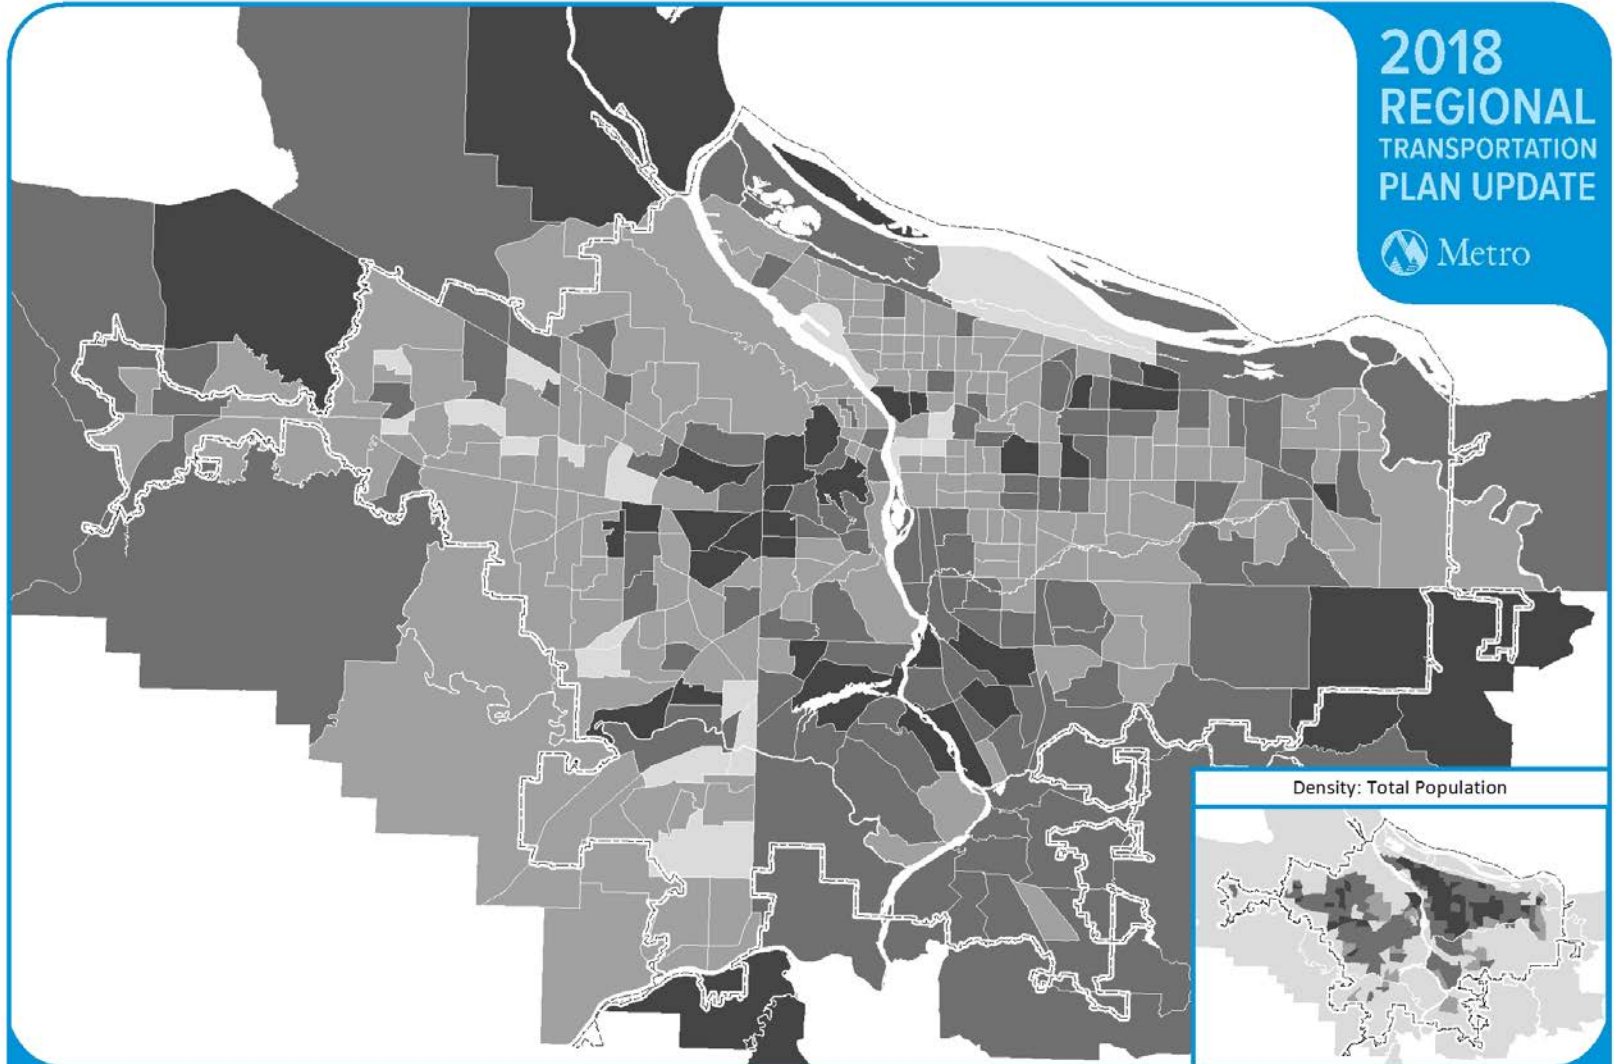 2018
REGIONAL
TRANSPORTATION
PLAN UPDATE
Metro
Density: Total Population